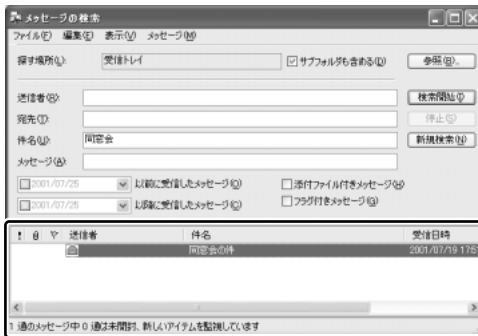 メッセージの検索
ファイル(F) 編集(E) 表示(V) メッセージ(M)
探す場所(L): 受信トレイ サブフォルダも含める(D) 参照(B)...
送信者(R): 検索開始(I)
宛先(T): 停止(S)
件名(U): 同窓会 新規検索(N)
メッセージ(A):
2001/07/25 以前に受信したメッセージ(O) 添付ファイル付きメッセージ(H)
2001/07/25 以降に受信したメッセージ(C) フラグ付きメッセージ(G)
! 送信者 件名 受信日時
同窓会の件 2001/07/19 17:5
1 通のメッセージ中 0 通は未開封、新しいアイテムを監視しています